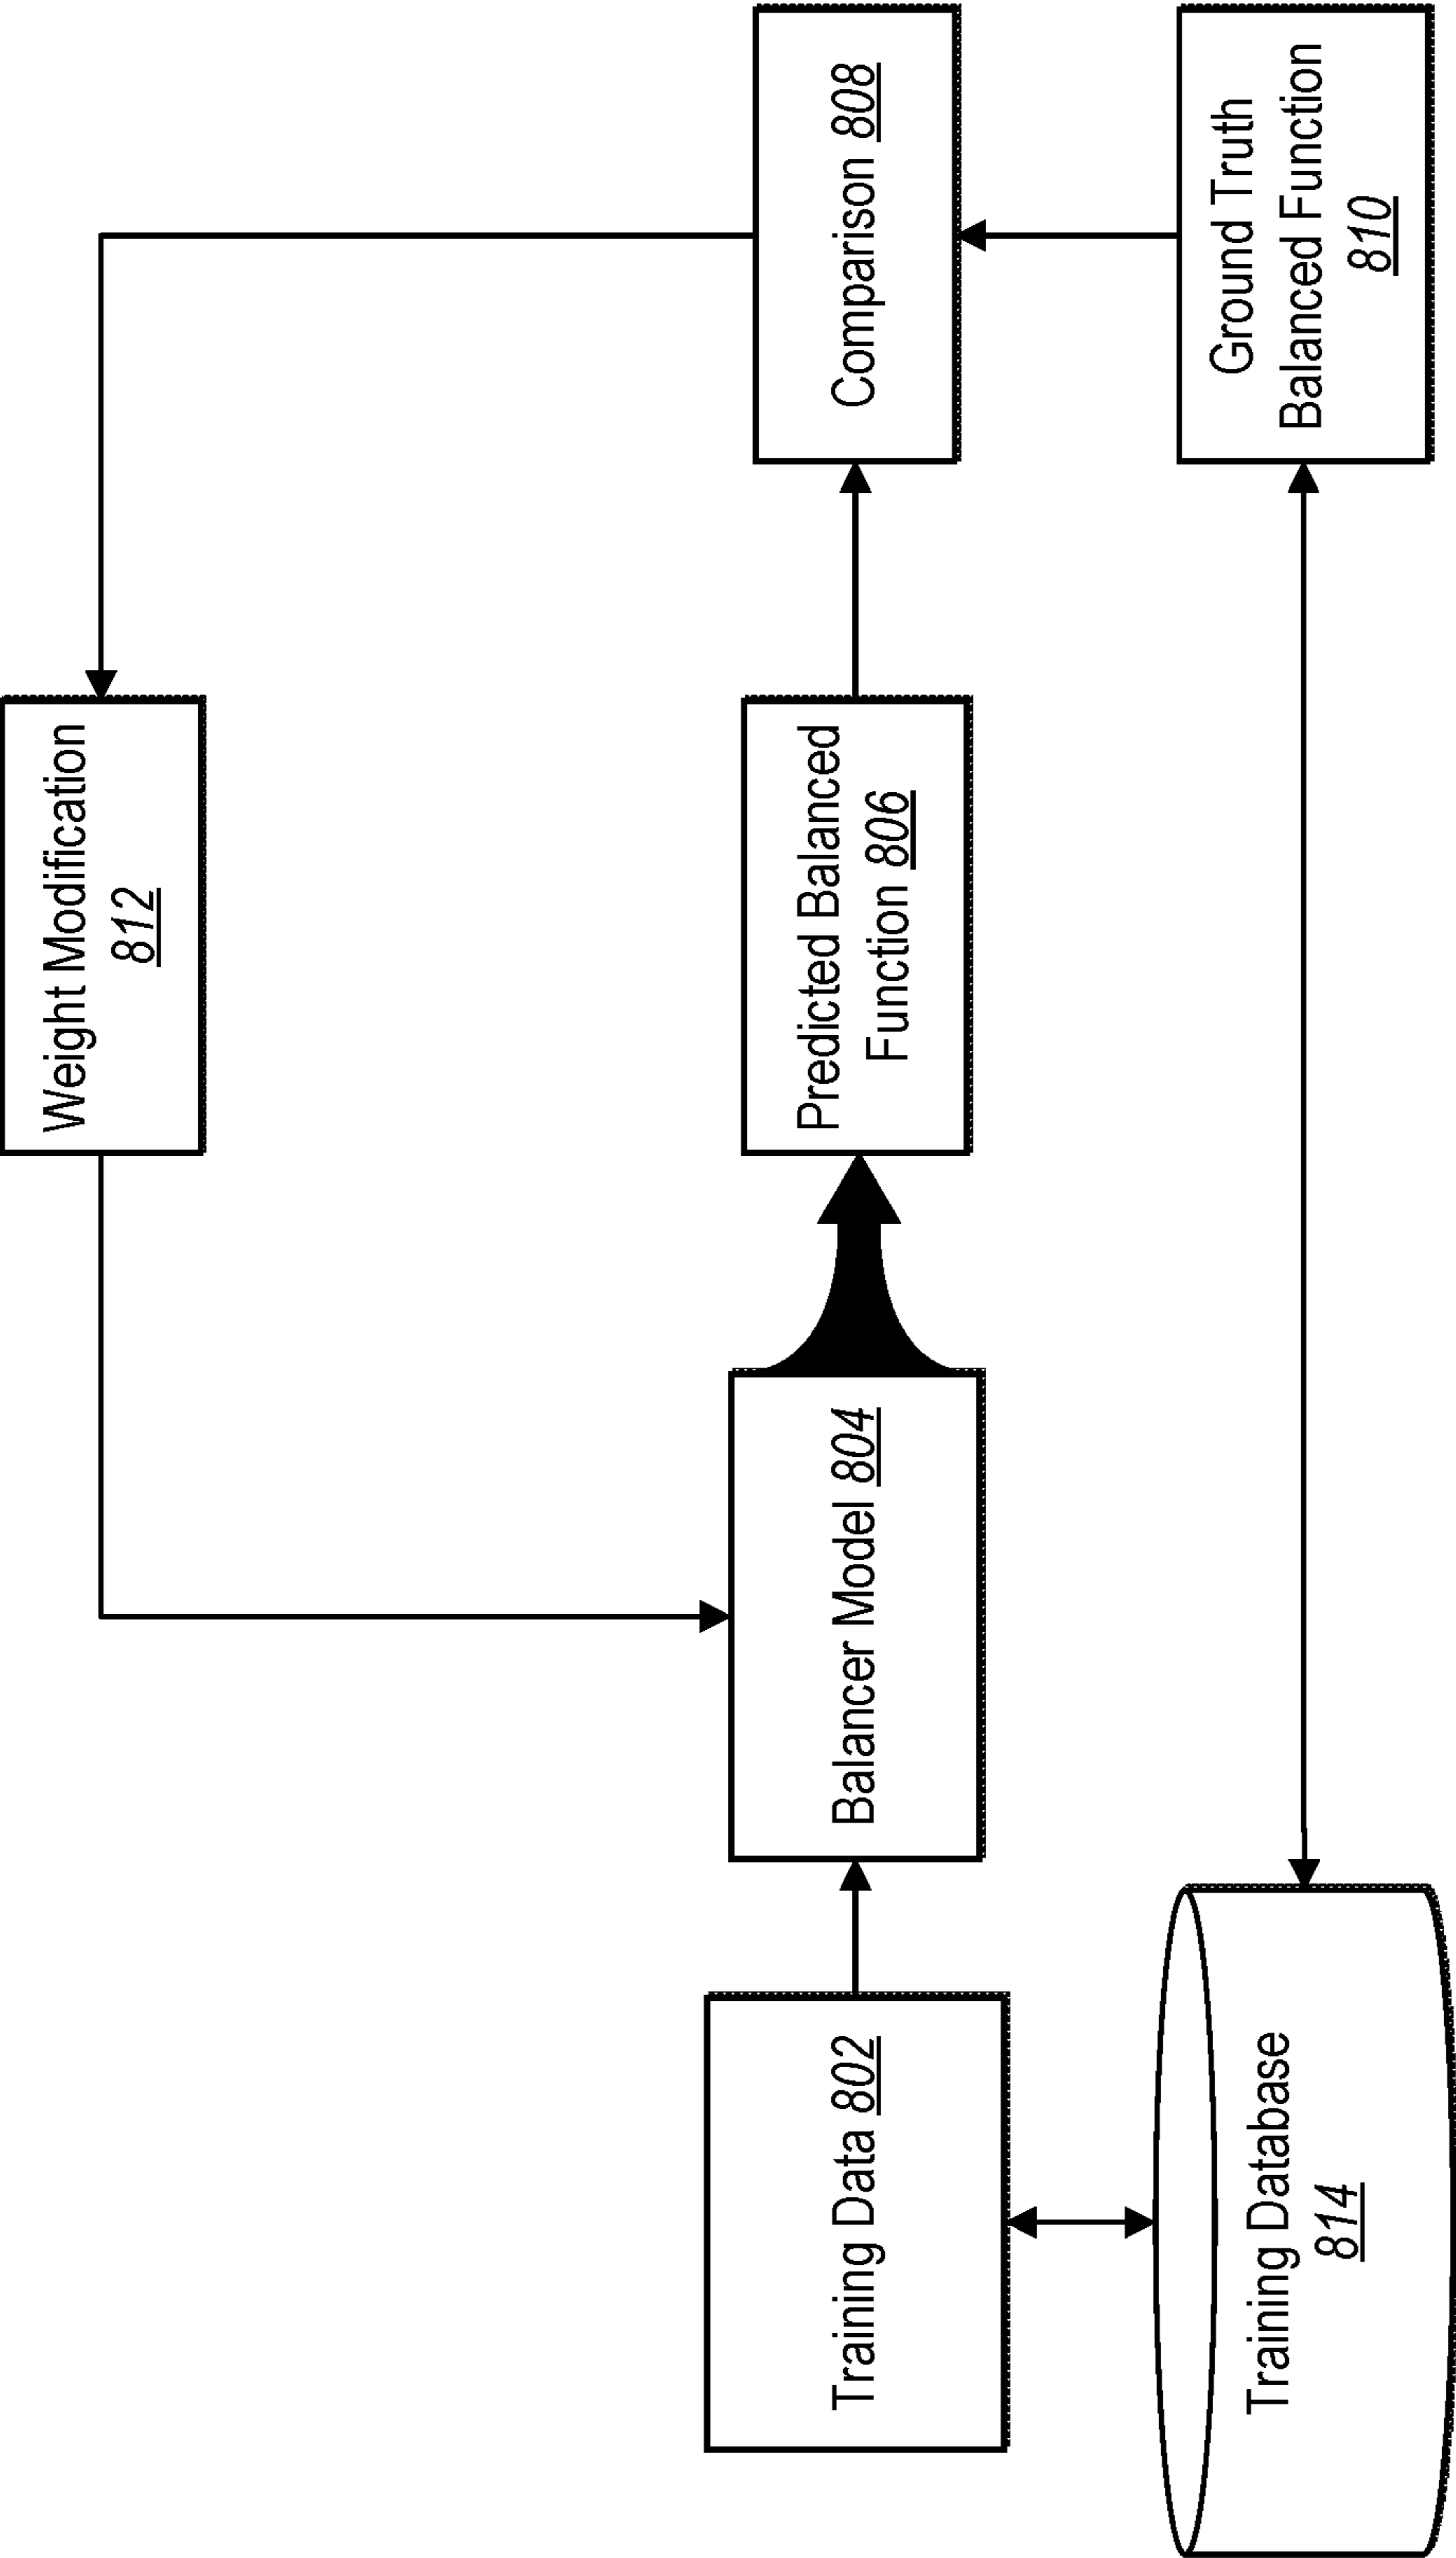 Weight Modification
812
Training Data 802
Balancer Model 804
Predicted Balanced
Function 806
Comparison 808
Training Database
814
Ground Truth
Balanced Function
810